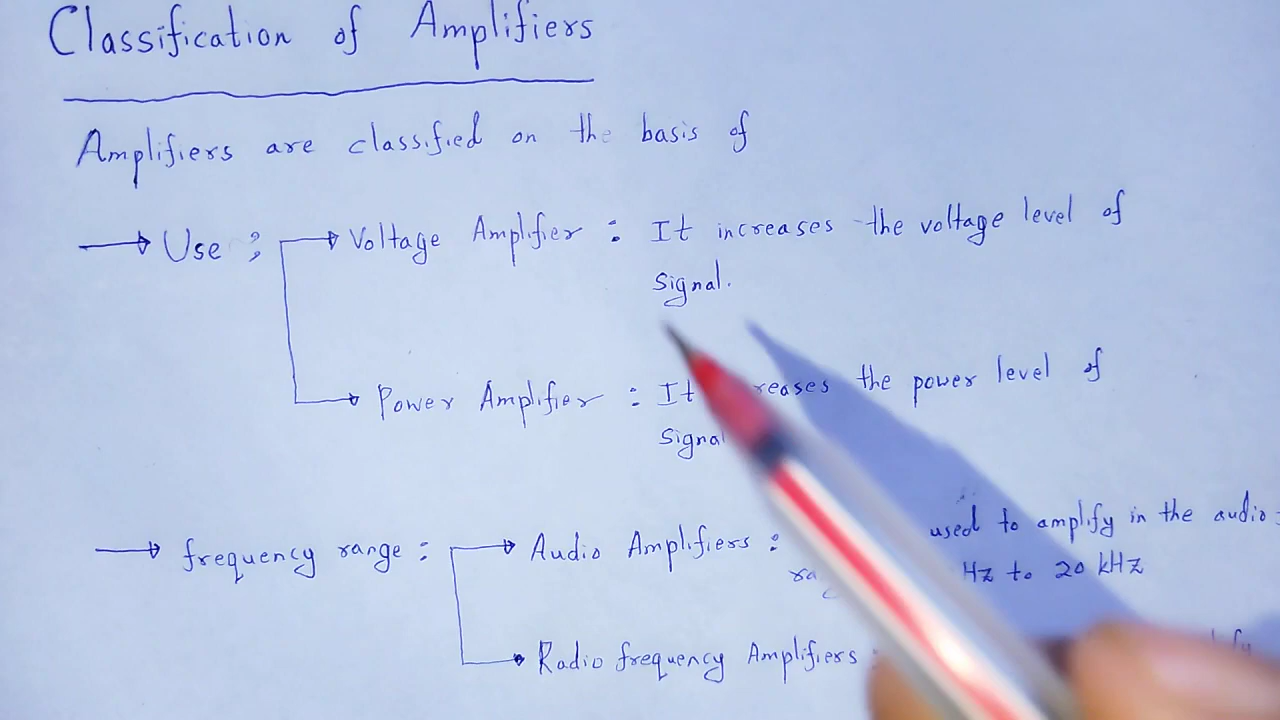 Classification of Amplifiers
Amplifiers are classified on the basis of
Use : Voltage Amplifier : It increases the voltage level of
signal.
Power Amplifier : It the power level of
frequency range : Audio Amplifiers : used to amplify in the audio
Hz to 20 kHz
Radio frequency Amplifiers :